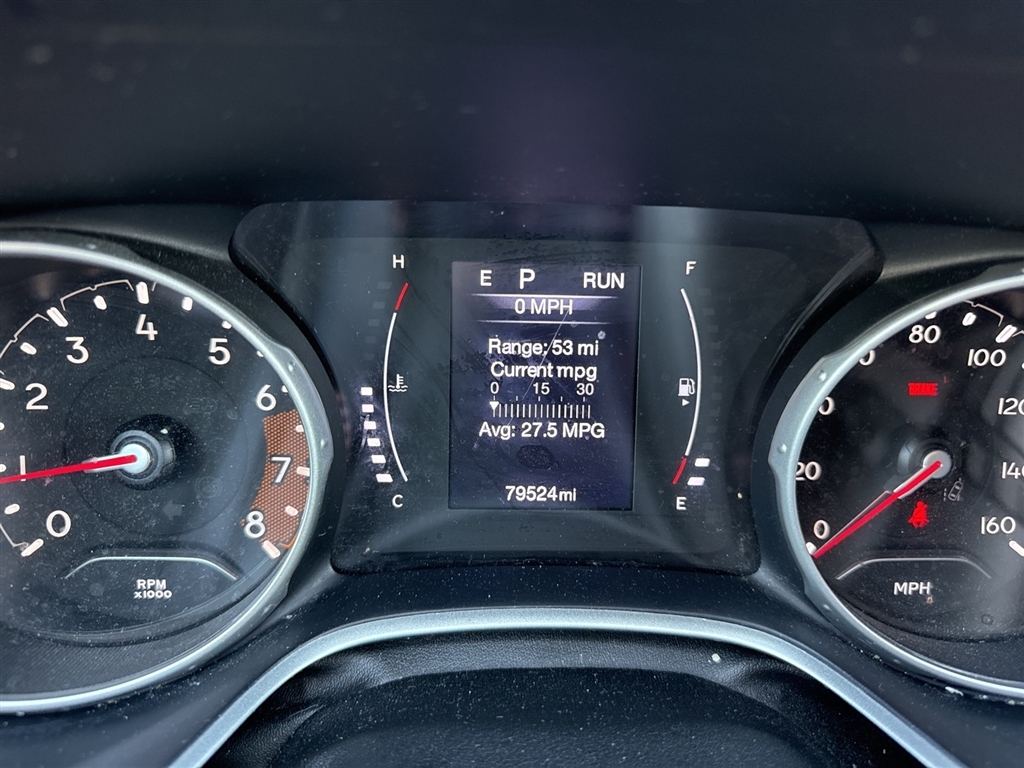 H
E P RUN
F
0 MPH
Range: 53 mi
Current mpg
0 15 30
Avg: 27.5 MPG
79524mi
C
E
0
1
2
3
4
5
6
7
8
RPM
x1000
0
20
80
100
120
140
160
BRAKE
MPH